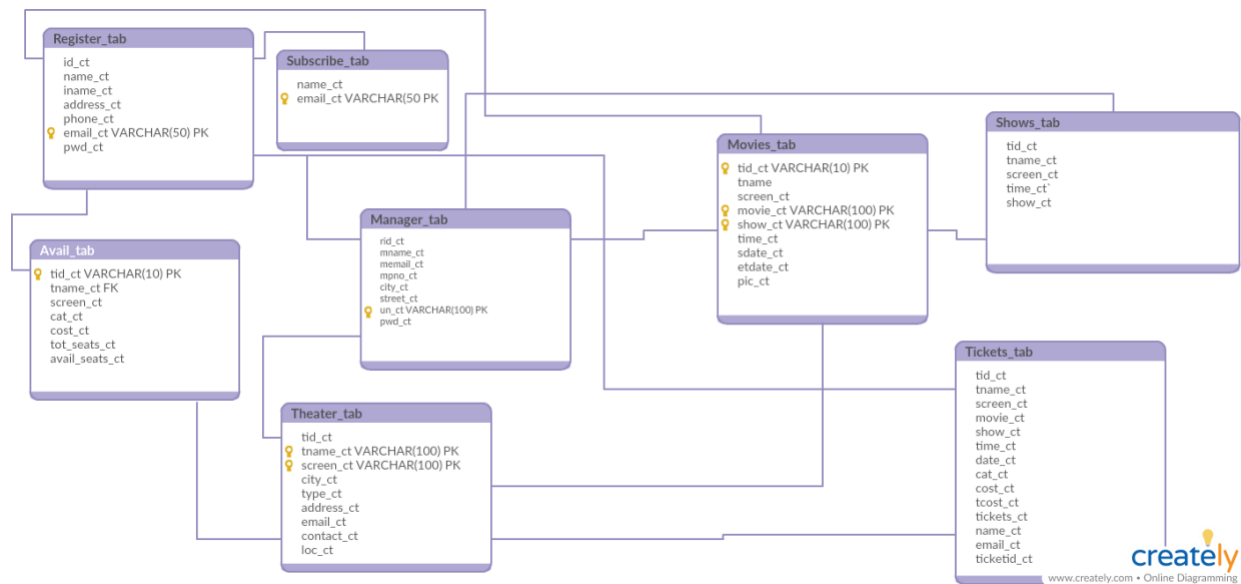 Register_tab
id_ct
name_ct
iname_ct
address_ct
phone_ct
email_ct VARCHAR(50) PK
pwd_ct
Subscribe_tab
name_ct
email_ct VARCHAR(50 PK
Movies_tab
tid_ct VARCHAR(10) PK
tname
screen_ct
movie_ct VARCHAR(100) PK
show_ct VARCHAR(100) PK
time_ct
sdate_ct
etdate_ct
pic_ct
Shows_tab
tid_ct
tname_ct
screen_ct
time_ct`
show_ct
Manager_tab
rid_ct
mname_ct
memail_ct
mpno_ct
city_ct
street_ct
un_ct VARCHAR(100) PK
pwd_ct
Avail_tab
tid_ct VARCHAR(10) PK
tname_ct FK
screen_ct
cat_ct
cost_ct
tot_seats_ct
avail_seats_ct
Theater_tab
tid_ct
tname_ct VARCHAR(100) PK
screen_ct VARCHAR(100) PK
city_ct
type_ct
address_ct
email_ct
contact_ct
loc_ct
Tickets_tab
tid_ct
tname_ct
screen_ct
movie_ct
show_ct
time_ct
date_ct
cat_ct
cost_ct
tcost_ct
tickets_ct
name_ct
email_ct
ticketid_ct
creately
www.creately.com • Online Diagramming